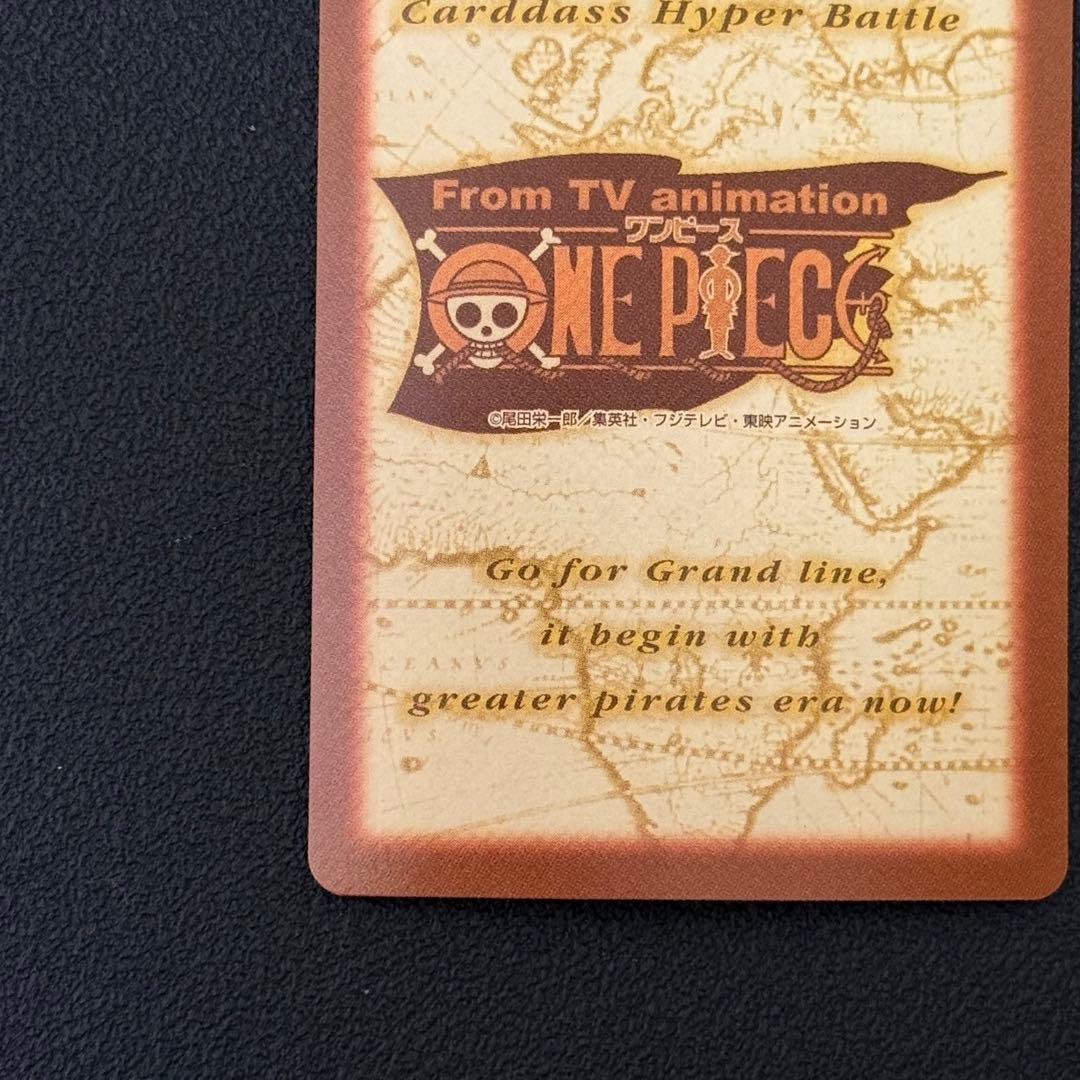 Carddass Hyper Battle
From TV animation
ワンピース
ONE PIECE
©尾田栄一郎／集英社・フジテレビ・東映アニメーション
Go for Grand line,
it begin with
CEANVS
greater pirates era now!